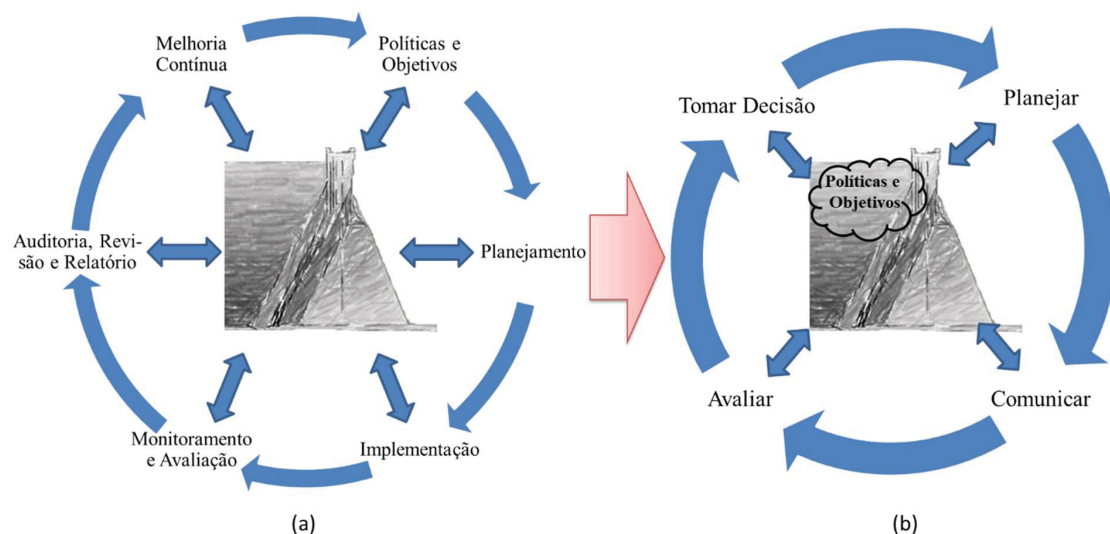 Melhoria
Contínua
Políticas e
Objetivos
Planejamento
Implementação
Monitoramento
e Avaliação
Auditoria, Revi-
são e Relatório
(a)
Tomar Decisão
Planejar
Políticas e
Objetivos
Comunicar
Avaliar
(b)